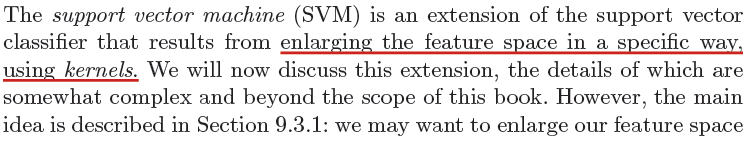 The support vector machine (SVM) is an extension of the support vector
classifier that results from enlarging the feature space in a specific way,
using kernels. We will now discuss this extension, the details of which are
somewhat complex and beyond the scope of this book. However, the main
idea is described in Section 9.3.1: we may want to enlarge our feature space